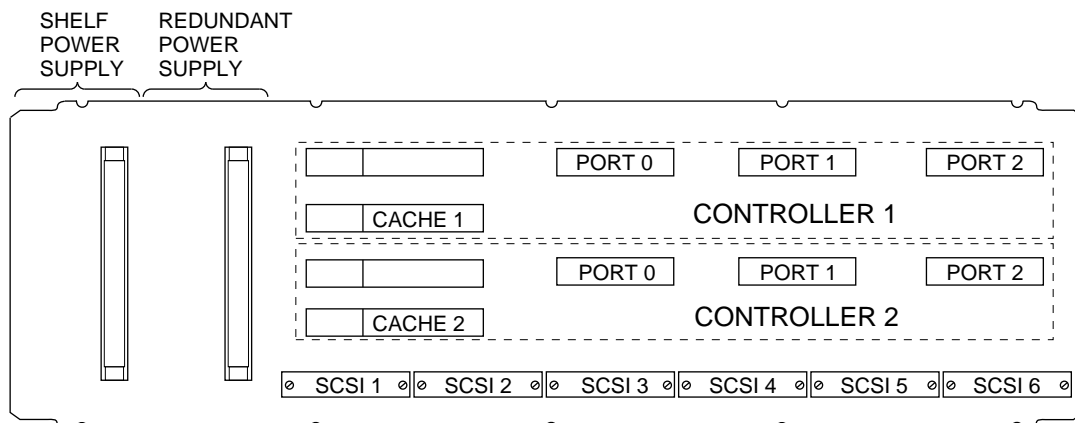 SHELF
POWER
SUPPLY
REDUNDANT
POWER
SUPPLY
PORT 0 PORT 1 PORT 2
CACHE 1 CONTROLLER 1
PORT 0 PORT 1 PORT 2
CACHE 2 CONTROLLER 2
SCSI 1 SCSI 2 SCSI 3 SCSI 4 SCSI 5 SCSI 6